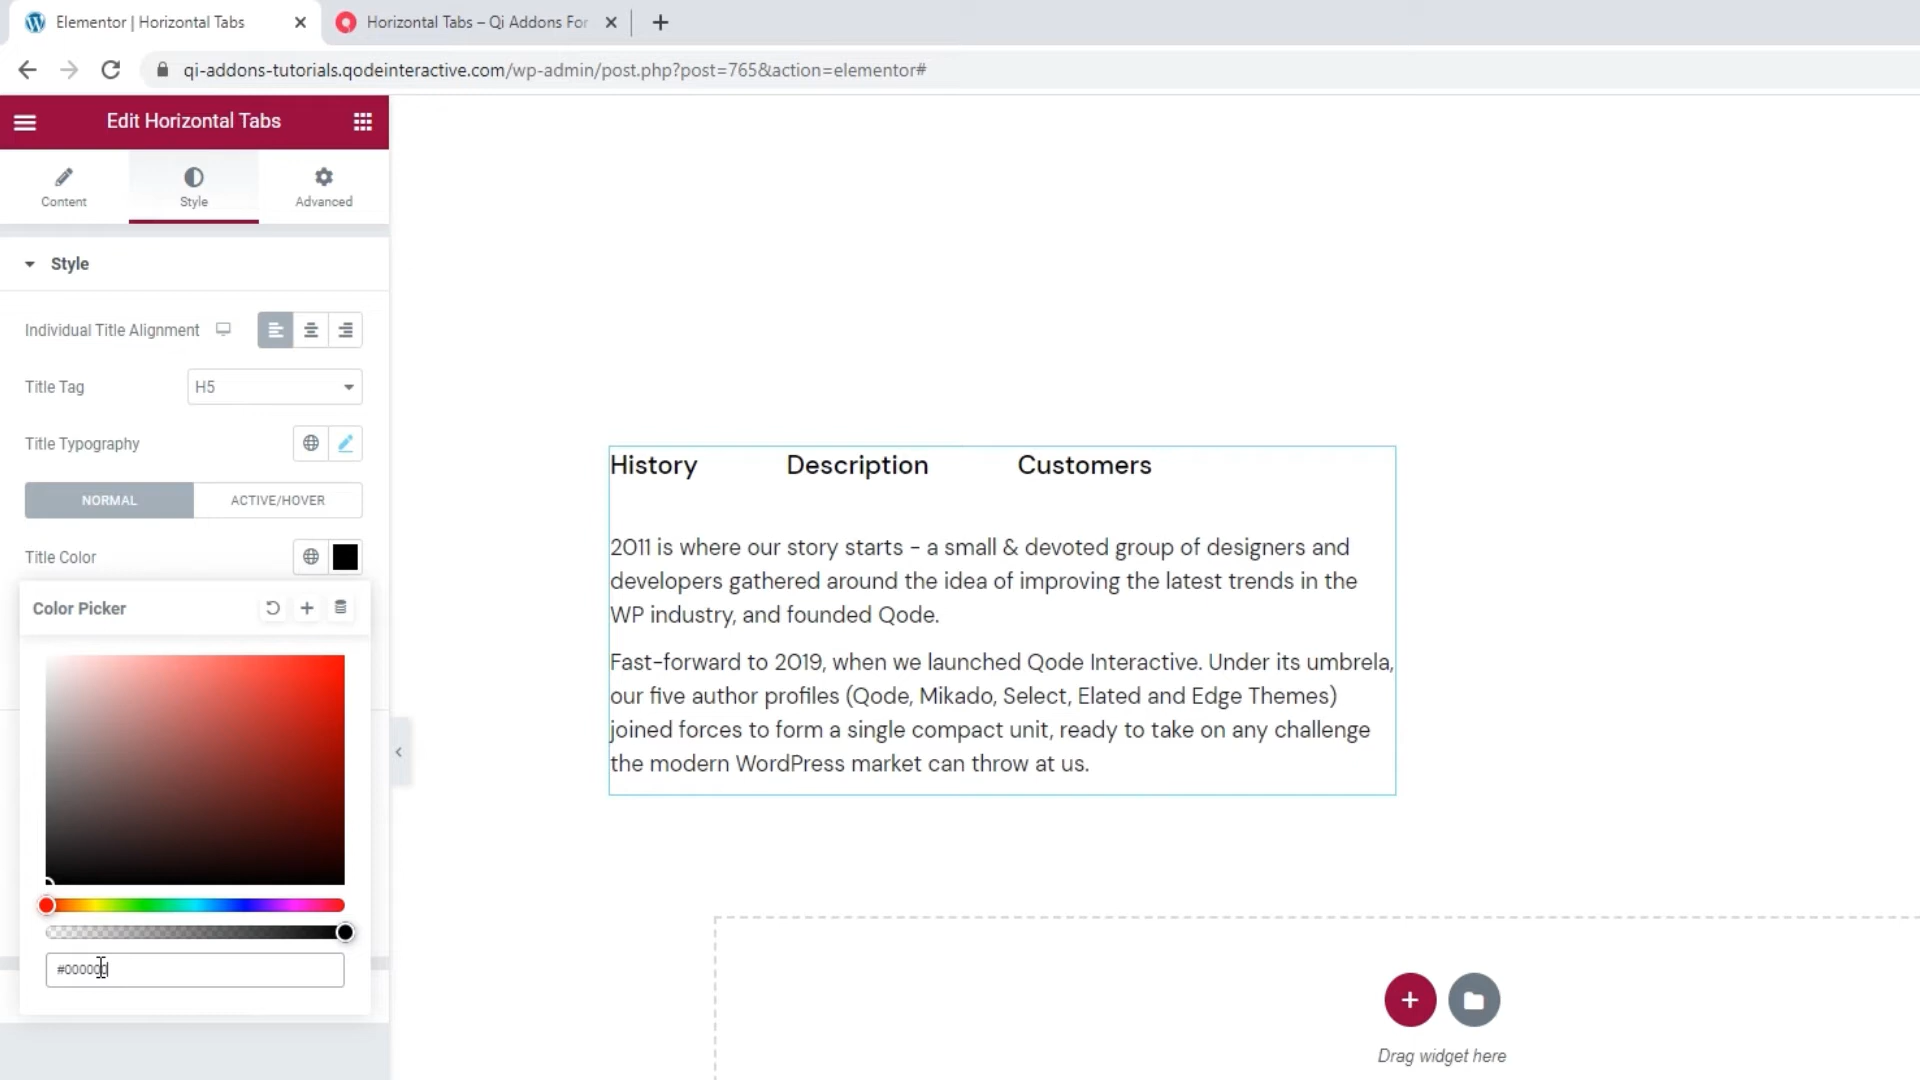 Elementor | Horizontal Tabs
Horizontal Tabs – Qi Addons For
qi-addons-tutorials.qodeinteractive.com/wp-admin/post.php?post=765&action=elementor#
Edit Horizontal Tabs
Content
Style
Advanced
Style
Individual Title Alignment
Title Tag
H5
Title Typography
NORMAL
ACTIVE/HOVER
Title Color
Color Picker
#000000
History
Description
Customers
2011 is where our story starts - a small & devoted group of designers and
developers gathered around the idea of improving the latest trends in the
WP industry, and founded Qode.
Fast-forward to 2019, when we launched Qode Interactive. Under its umbrela,
our five author profiles (Qode, Mikado, Select, Elated and Edge Themes)
joined forces to form a single compact unit, ready to take on any challenge
the modern WordPress market can throw at us.
Drag widget here